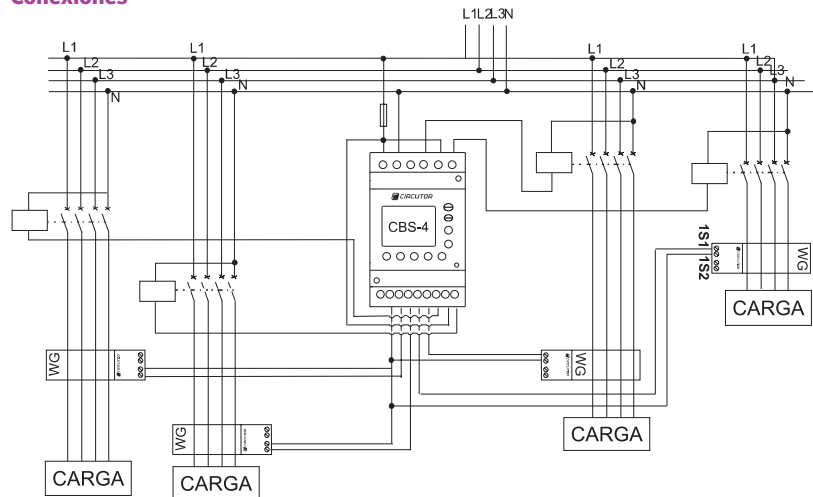 Conexiones
L1L2L3N
L1
L2
L3
N
L1
L2
L3
N
L1
L2
L3
N
L1
L2
L3
N
CIRCUTOR
CBS-4
1S1
1S2
WG
WG
WG
WG
CARGA
CARGA
CARGA
CARGA